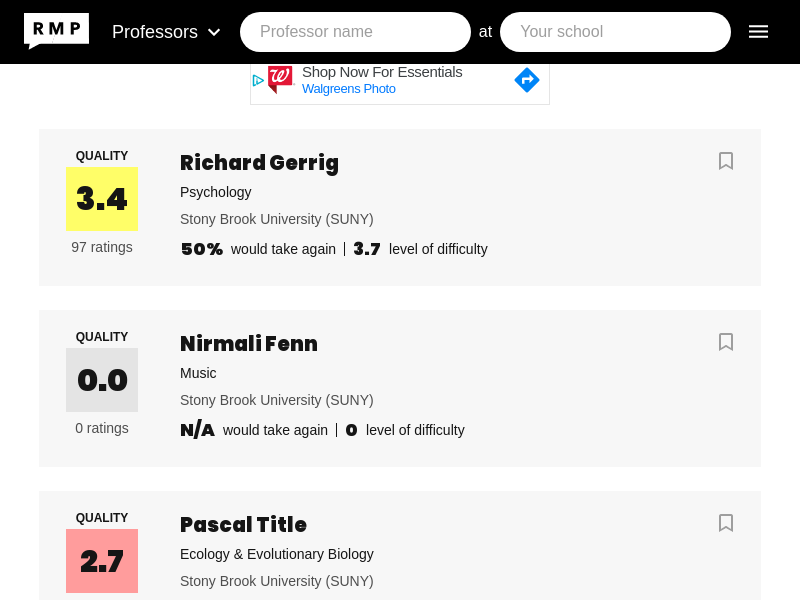 RMP
Professors
Professor name
at
Your school
Shop Now For Essentials
Walgreens Photo
QUALITY
3.4
97 ratings
Richard Gerrig
Psychology
Stony Brook University (SUNY)
50% would take again | 3.7 level of difficulty
QUALITY
0.0
0 ratings
Nirmali Fenn
Music
Stony Brook University (SUNY)
N/A would take again | 0 level of difficulty
QUALITY
2.7
Pascal Title
Ecology & Evolutionary Biology
Stony Brook University (SUNY)